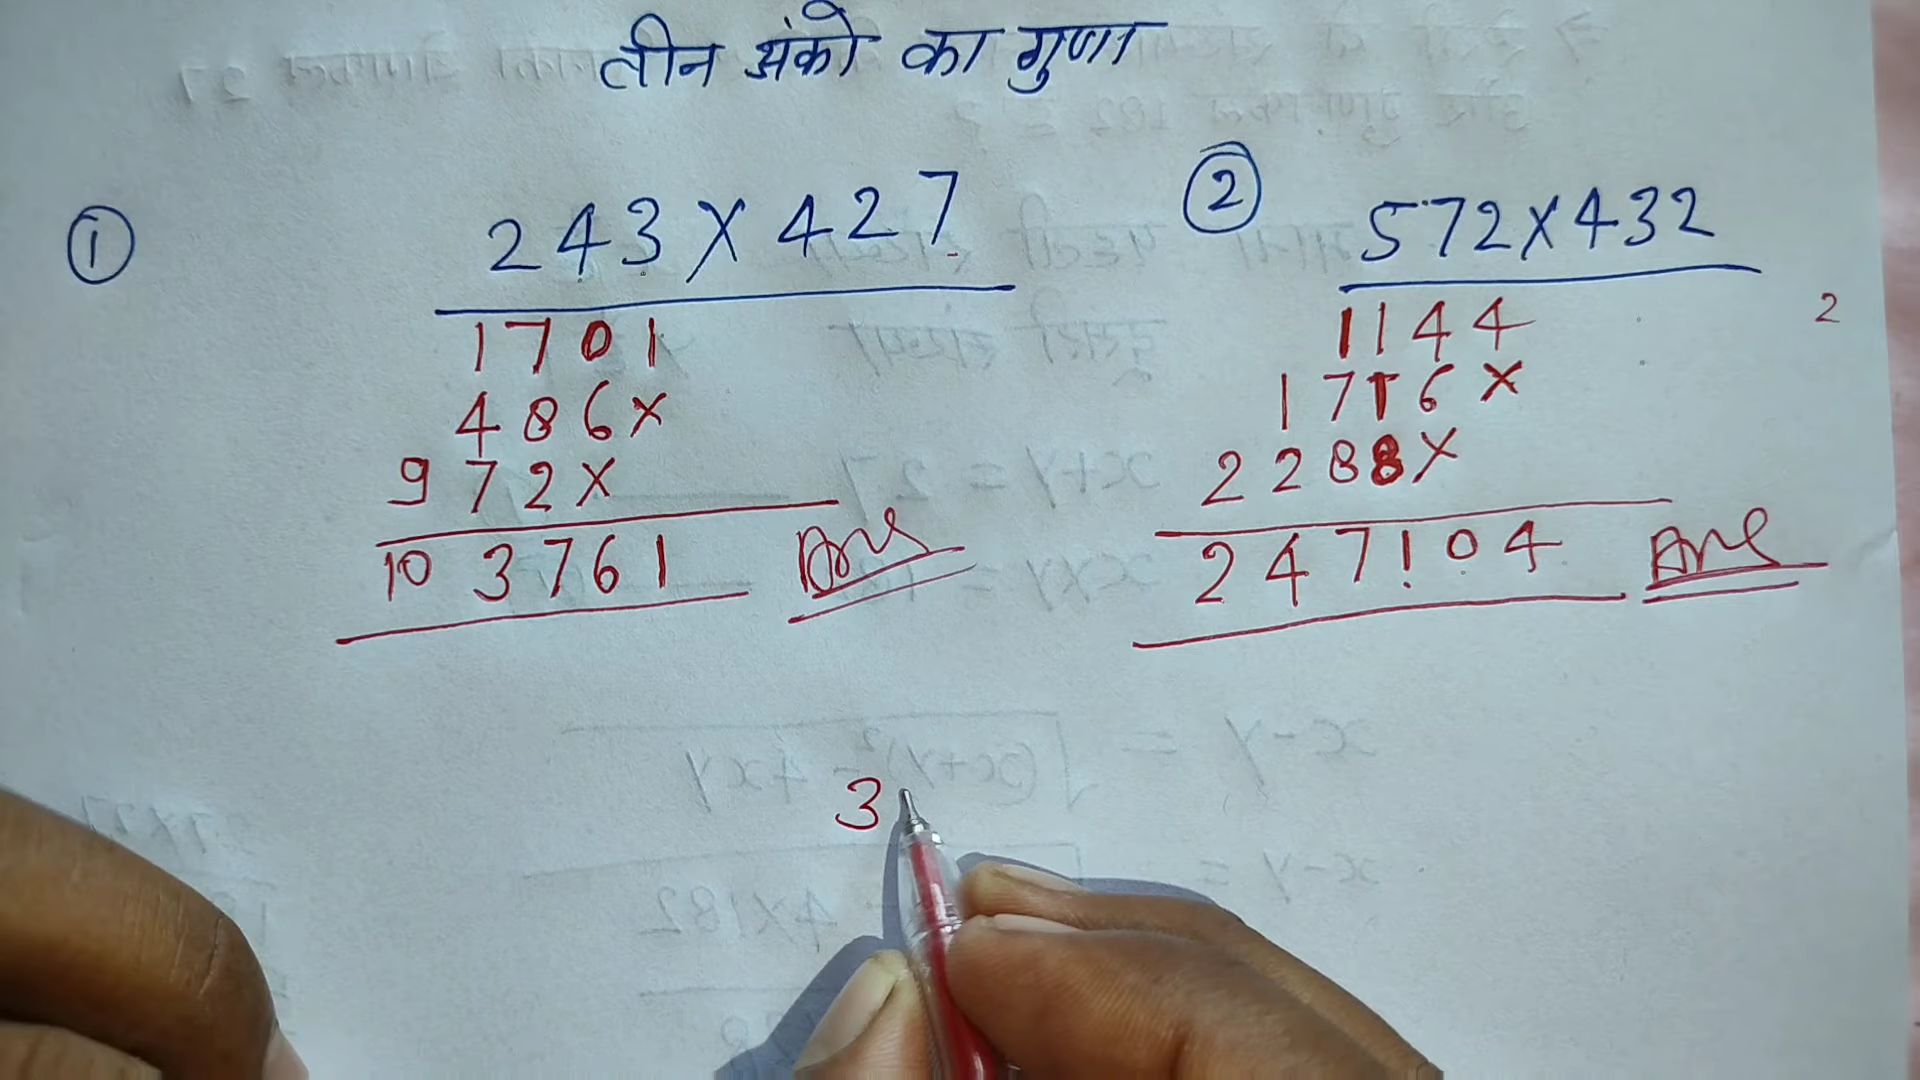 तीन अंको का गुणा
① 243 X 427
1701
486X
972X
103761 Ans
② 572X432
1144
1716X
2288X
247104 Ans
2
3